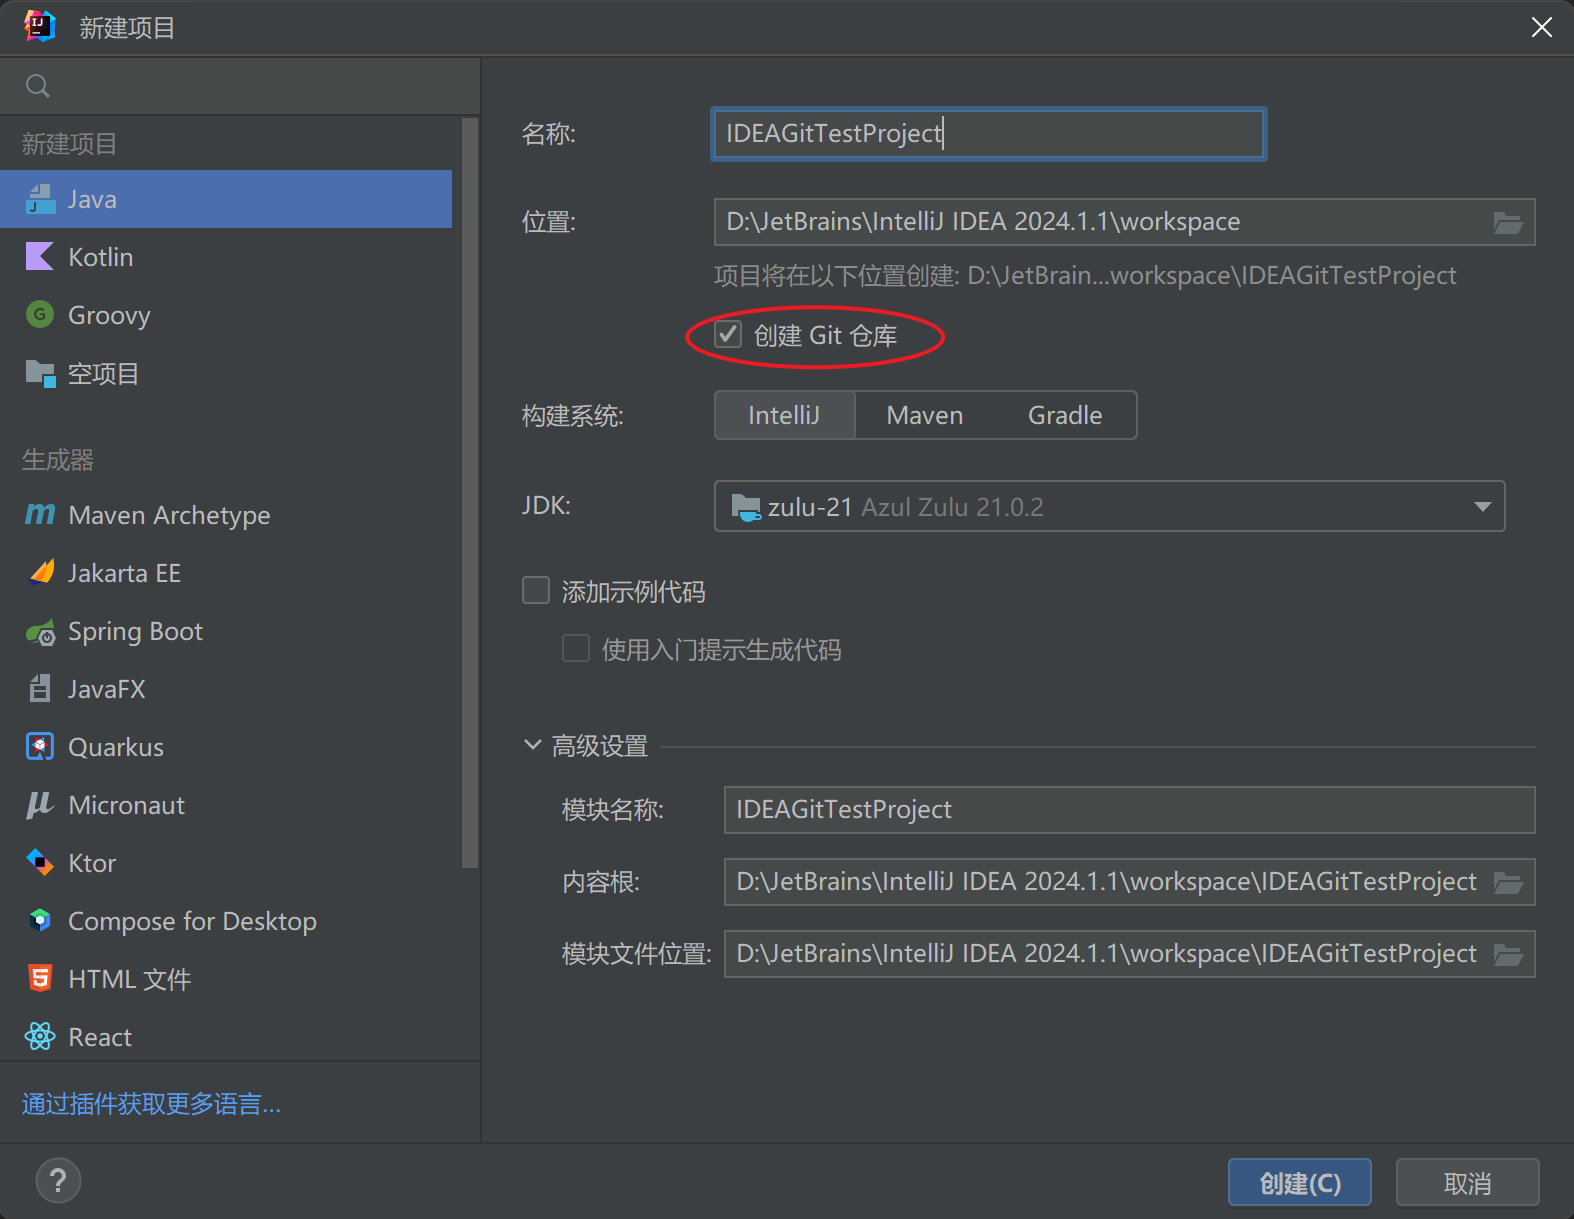 新建项目
新建项目
Java
Kotlin
Groovy
空项目
生成器
Maven Archetype
Jakarta EE
Spring Boot
JavaFX
Quarkus
Micronaut
Ktor
Compose for Desktop
HTML 文件
React
通过插件获取更多语言...
名称: IDEAGitTestProject
位置: D:\JetBrains\IntelliJ IDEA 2024.1.1\workspace
项目将在以下位置创建: D:\JetBrain...workspace\IDEAGitTestProject
创建 Git 仓库
构建系统: IntelliJ Maven Gradle
JDK: zulu-21 Azul Zulu 21.0.2
添加示例代码
使用入门提示生成代码
高级设置
模块名称: IDEAGitTestProject
内容根: D:\JetBrains\IntelliJ IDEA 2024.1.1\workspace\IDEAGitTestProject
模块文件位置: D:\JetBrains\IntelliJ IDEA 2024.1.1\workspace\IDEAGitTestProject
? 创建(C) 取消